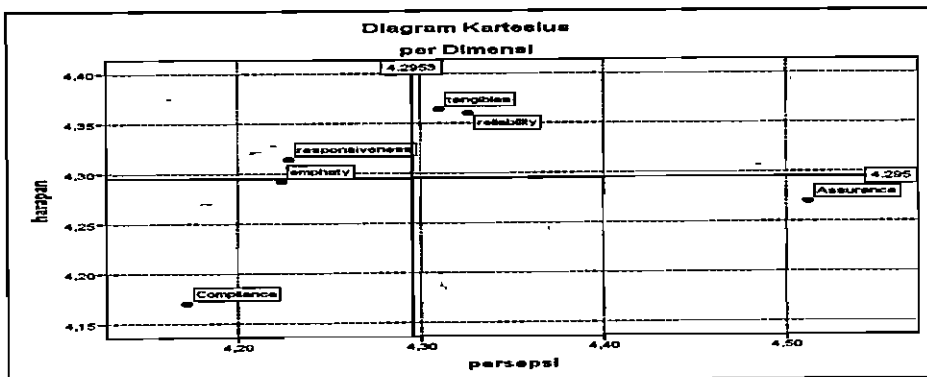 Diagram Kartesius
per Dimensi
4.2953
4,40
tangibles
4,35
reliability
responsiveness
4,30
emphaty
4.295
Assurance
4,25
4,20
Compliance
4,15
harapan
4,20
4,30
4,40
4,50
persepsi